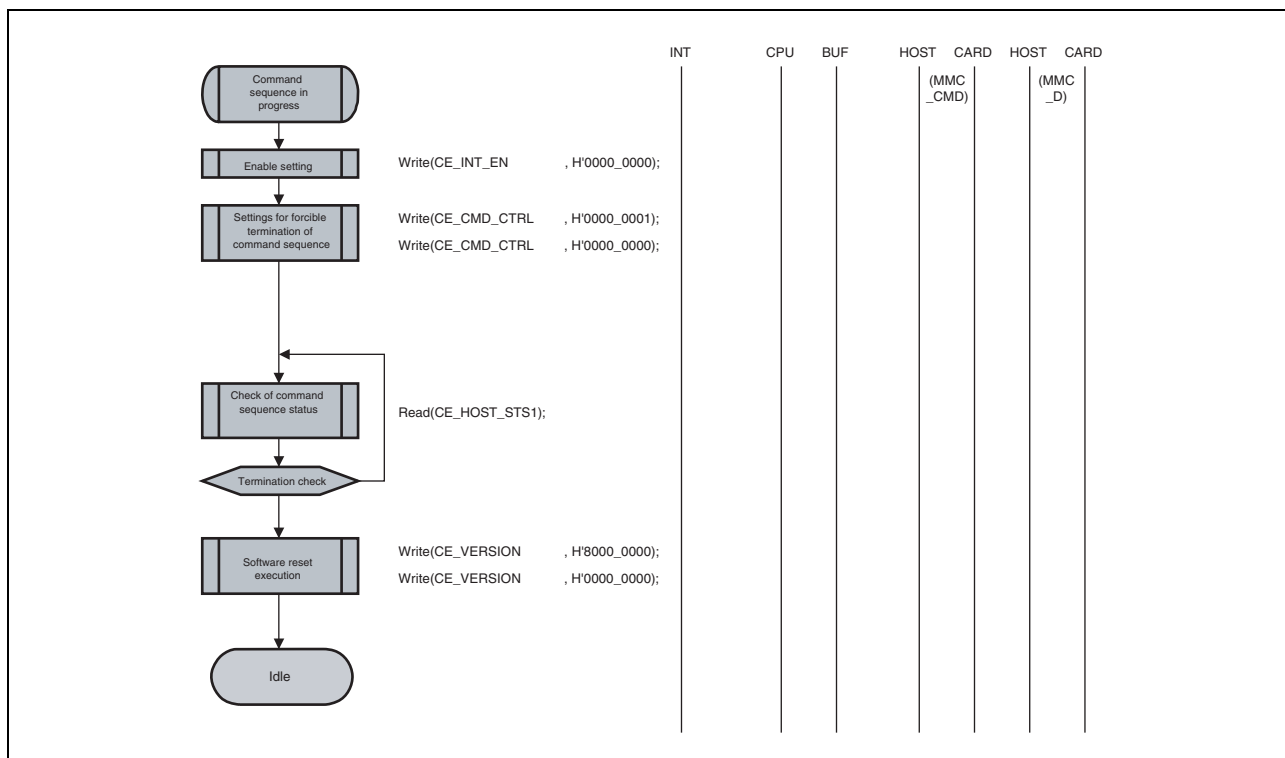 INT CPU BUF HOST CARD HOST CARD
(MMC (MMC
_CMD) _D)
Command
sequence in
progress
Enable setting
Write(CE_INT_EN , H'0000_0000);
Settings for forcible
termination of
command sequence
Write(CE_CMD_CTRL , H'0000_0001);
Write(CE_CMD_CTRL , H'0000_0000);
Check of command
sequence status
Read(CE_HOST_STS1);
Termination check
Software reset
execution
Write(CE_VERSION , H'8000_0000);
Write(CE_VERSION , H'0000_0000);
Idle